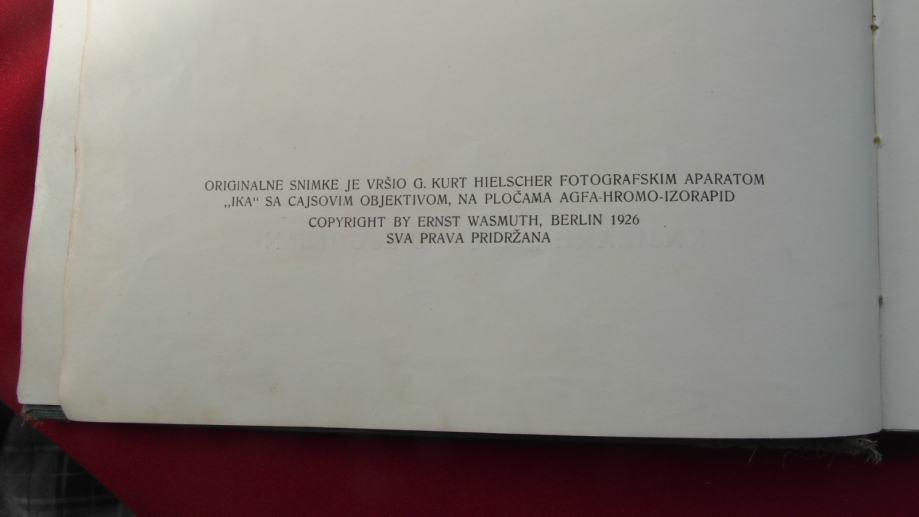 ORIGINALNE SNIMKE JE VRŠIO G. KURT HIELSCHER FOTOGRAFSKIM APARATOM
„IKA“ SA CAJSOVIM OBJEKTIVOM, NA PLOČAMA AGFA-HROMO-IZORAPID
COPYRIGHT BY ERNST WASMUTH, BERLIN 1926
SVA PRAVA PRIDRŽANA